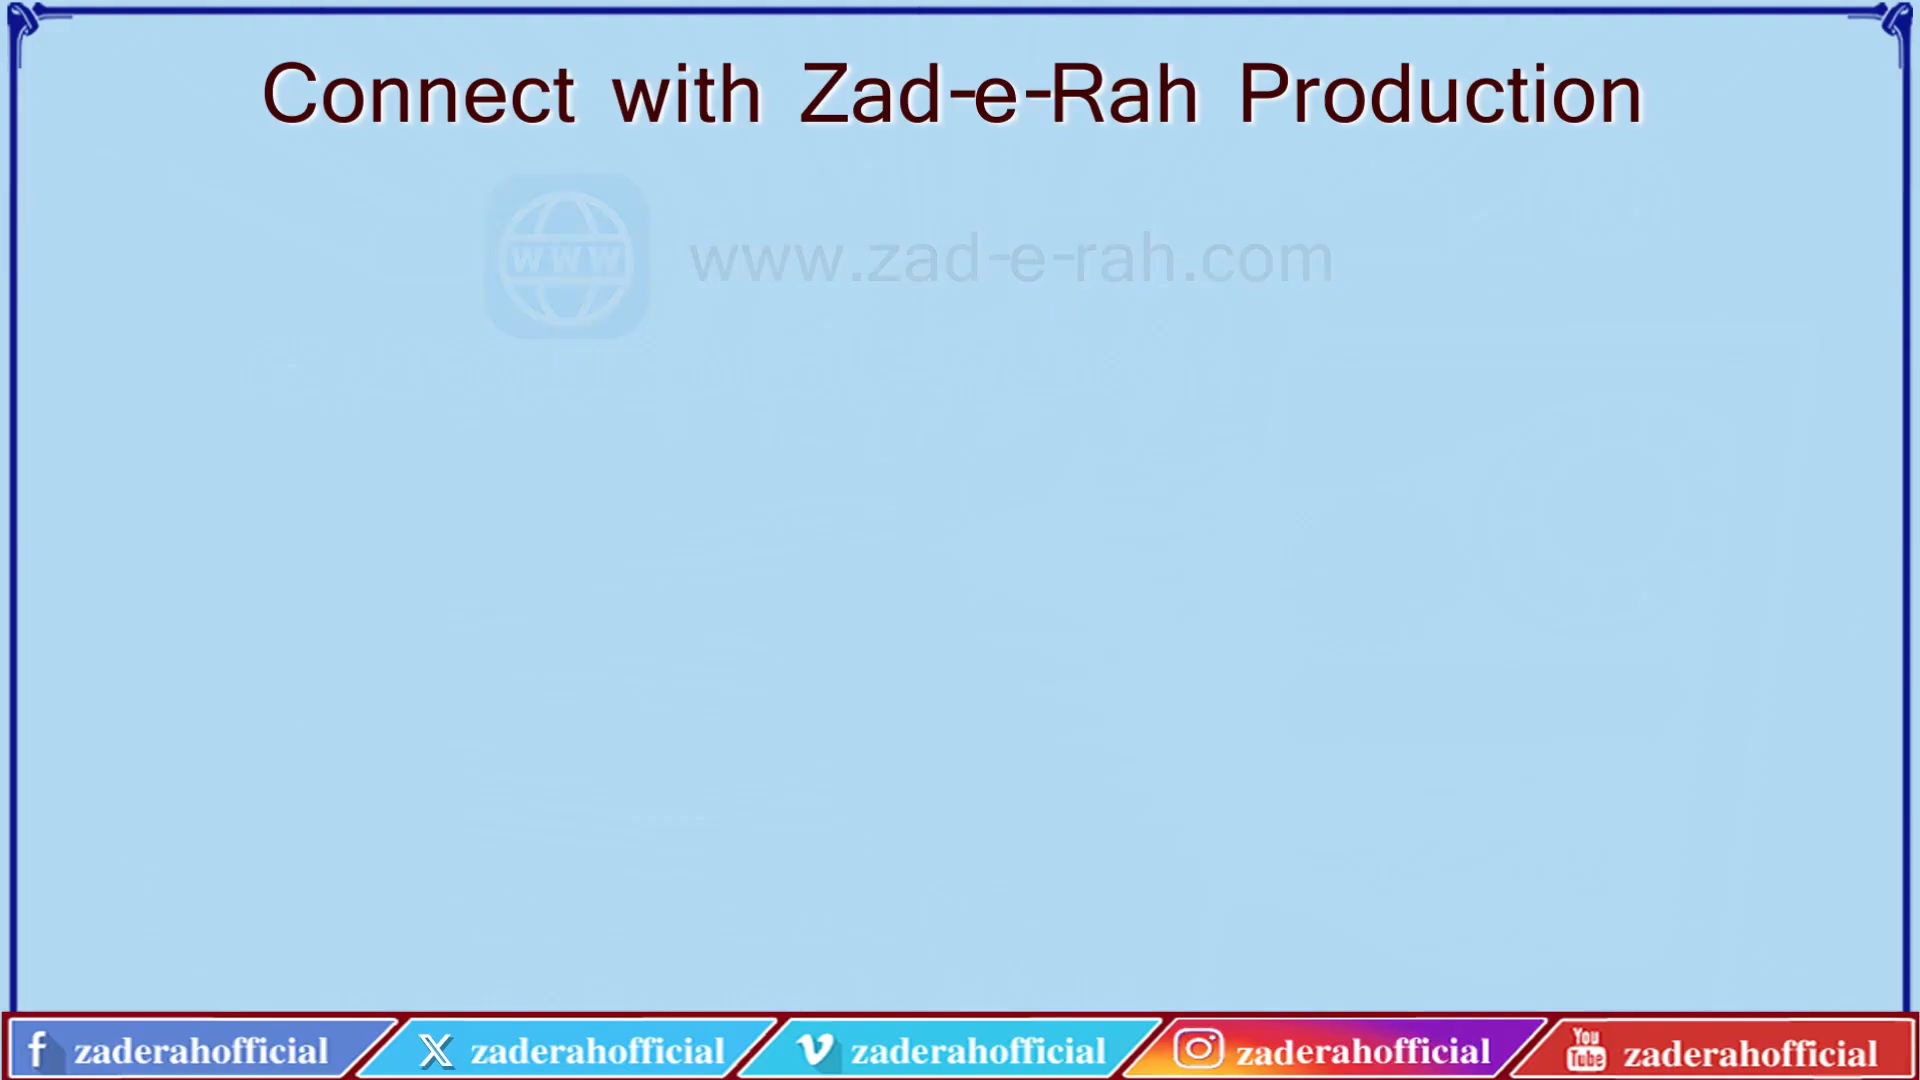 Connect with Zad-e-Rah Production
WWW
www.zad-e-rah.com
f zaderahofficial
X zaderahofficial
v zaderahofficial
zaderahofficial
You Tube zaderahofficial